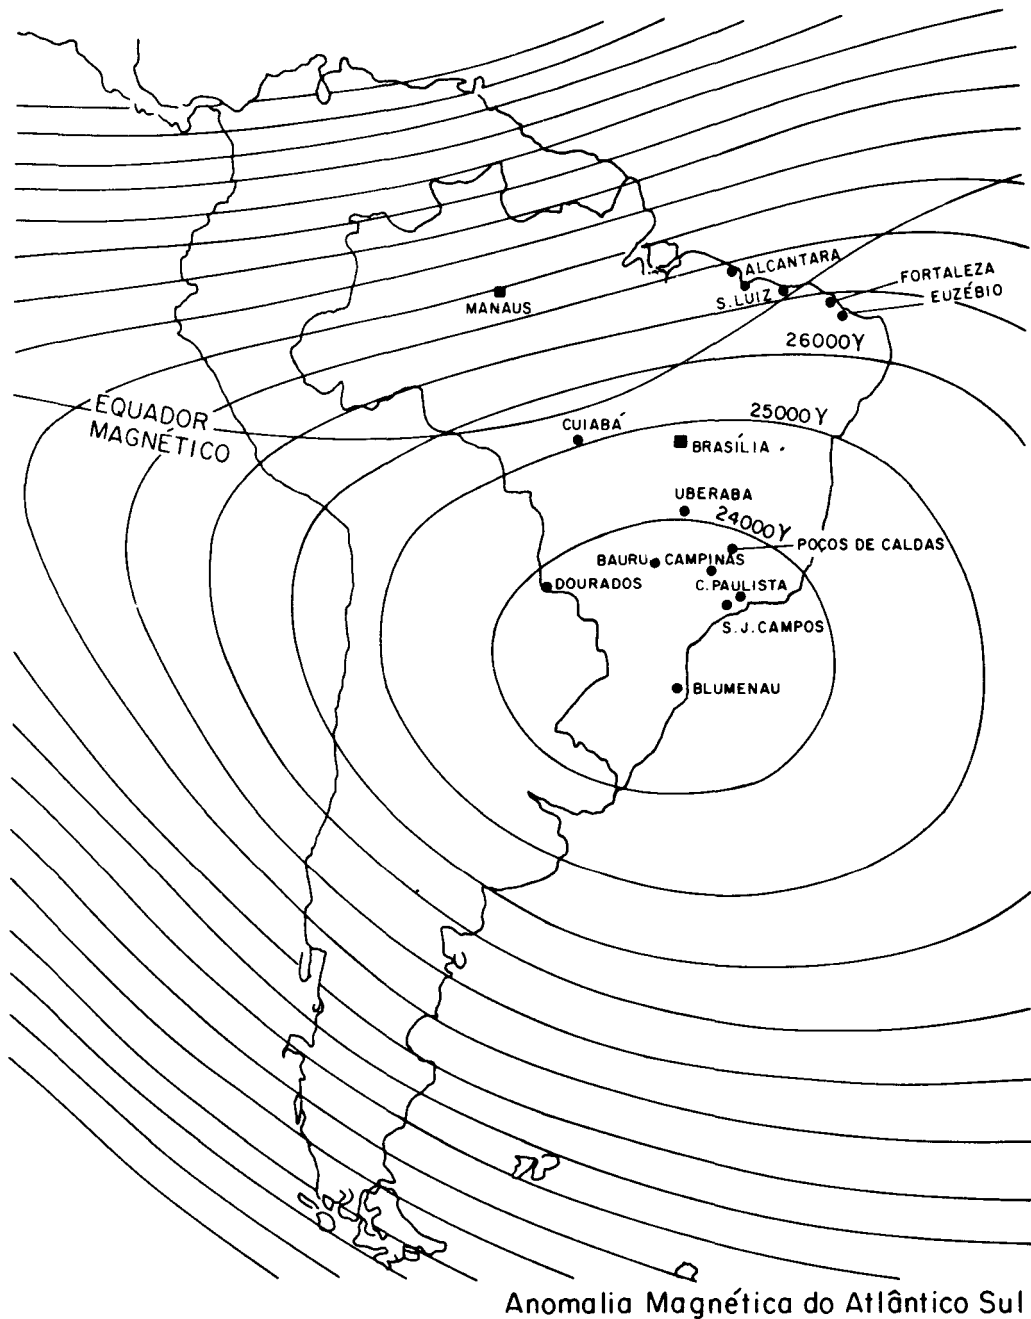 ALCANTARA
FORTALEZA
S. LUIZ
EUZÉBIO
MANAUS
26000γ
EQUADOR
MAGNÉTICO
25000γ
CUIABÁ
BRASÍLIA
UBERABA
24000γ
POÇOS DE CALDAS
BAURU
CAMPINAS
DOURADOS
C. PAULISTA
S. J. CAMPOS
BLUMENAU
Anomalia Magnética do Atlântico Sul